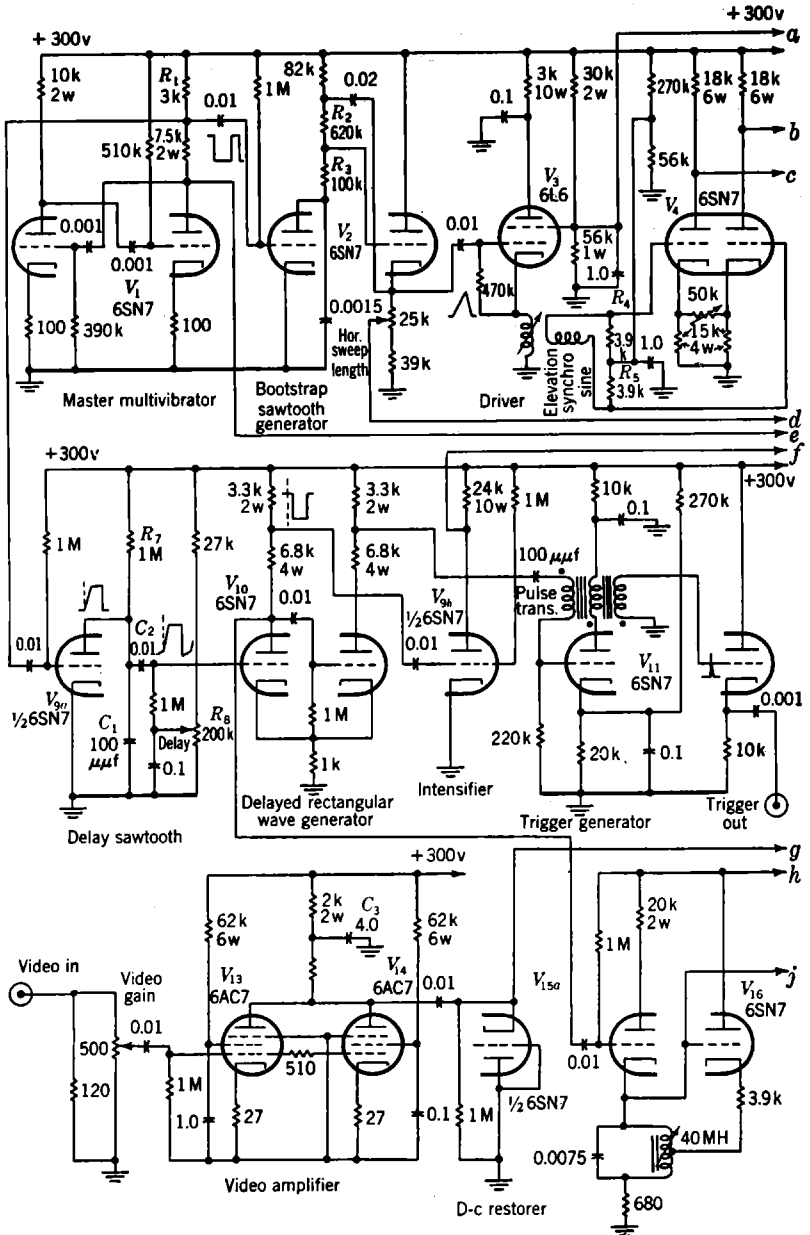 +300v
a
+ 300v
10k
2w
R₁
3k
0.01
1M
82k
0.02
R₂
620k
R₃
100k
3k
10w
0.1
30k
2w
270k
18k
6w
18k
6w
510k
7.5k
2w
56k
b
c
V₃
6L6
V₄
6SN7
V₂
6SN7
0.01
56k
1w
1.0
0.001
0.001
V₁
6SN7
100
390k
100
0.0015
Hor.
sweep
length
25k
39k
470k
R₄
3.9
k
1.0
R₅
3.9k
50k
15k
4w
Elevation
synchro
sine
Master multivibrator
Bootstrap
sawtooth
generator
Driver
d
e
f
+300v
+300v
1M
R₇
1M
27k
3.3k
2w
3.3k
2w
24k
10w
1M
10k
0.1
270k
6.8k
4w
6.8k
4w
100μμf
Pulse
trans.
V₁₀
6SN7
0.01
V₉b
½6SN7
0.01
C₂
0.01
0.01
V₉a
½6SN7
C₁
100
μμf
1M
Delay
0.1
R₈
200k
1M
1k
V₁₁
6SN7
220k
20k
0.1
0.001
10k
Delay sawtooth
Delayed rectangular
wave generator
Intensifier
Trigger generator
Trigger
out
g
h
+300v
62k
6w
2k
2w
C₃
4.0
62k
6w
20k
2w
1M
j
Video in
Video
gain
V₁₃
6AC7
V₁₄
6AC7
0.01
V₁₅a
V₁₆
6SN7
0.01
500
120
1M
1.0
510
27
27
0.1
1M
½6SN7
0.01
3.9k
40MH
0.0075
680
Video amplifier
D-c restorer